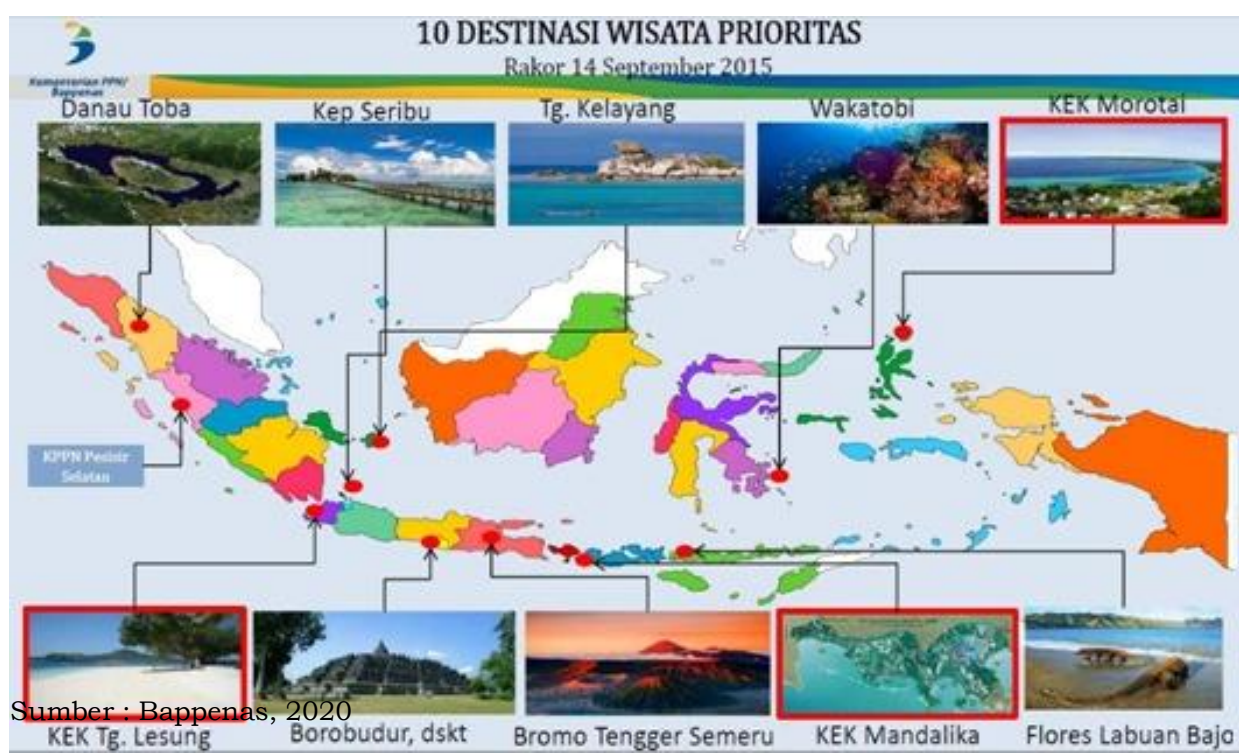 10 DESTINASI WISATA PRIORITAS
Rakor 14 September 2015
Kementerian PPN/
Bappenas
Danau Toba
Kep Seribu
Tg. Kelayang
Wakatobi
KEK Morotai
KPPN Pesisir
Selatan
Sumber : Bappenas, 2020
KEK Tg. Lesung
Borobudur, dskt
Bromo Tengger Semeru
KEK Mandalika
Flores Labuan Bajo